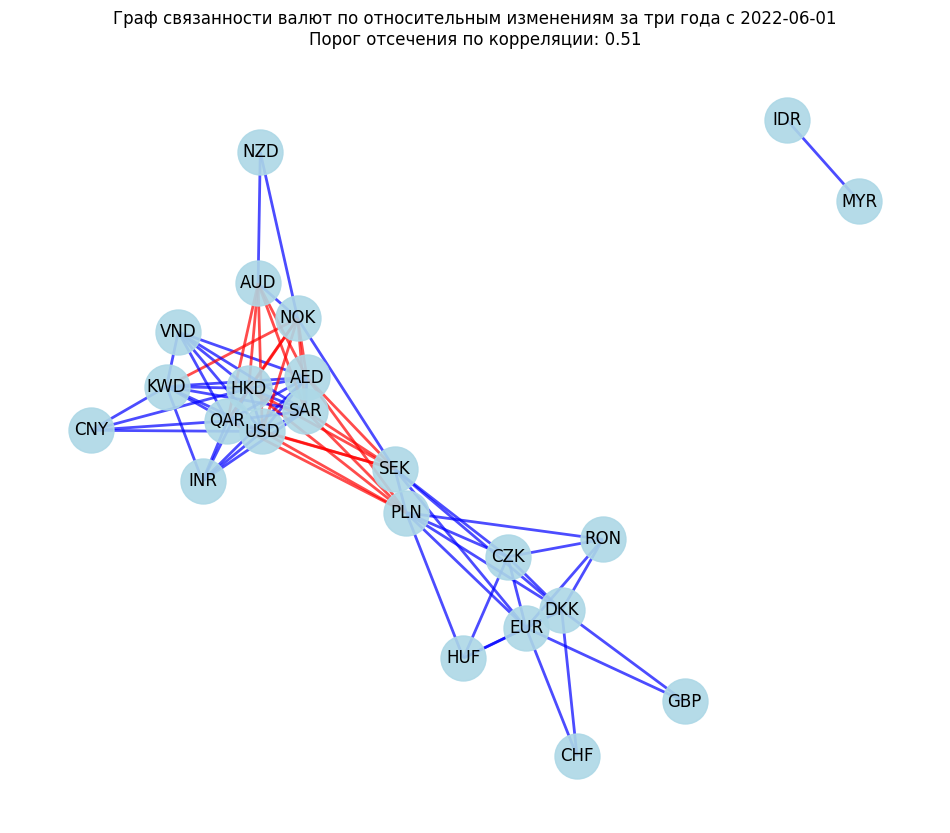 Граф связанности валют по относительным изменениям за три года с 2022-06-01
Порог отсечения по корреляции: 0.51
IDR
NZD
MYR
AUD
NOK
VND
AED
KWD
HKD
SAR
QAR
CNY
USD
SEK
INR
PLN
RON
CZK
DKK
EUR
HUF
GBP
CHF